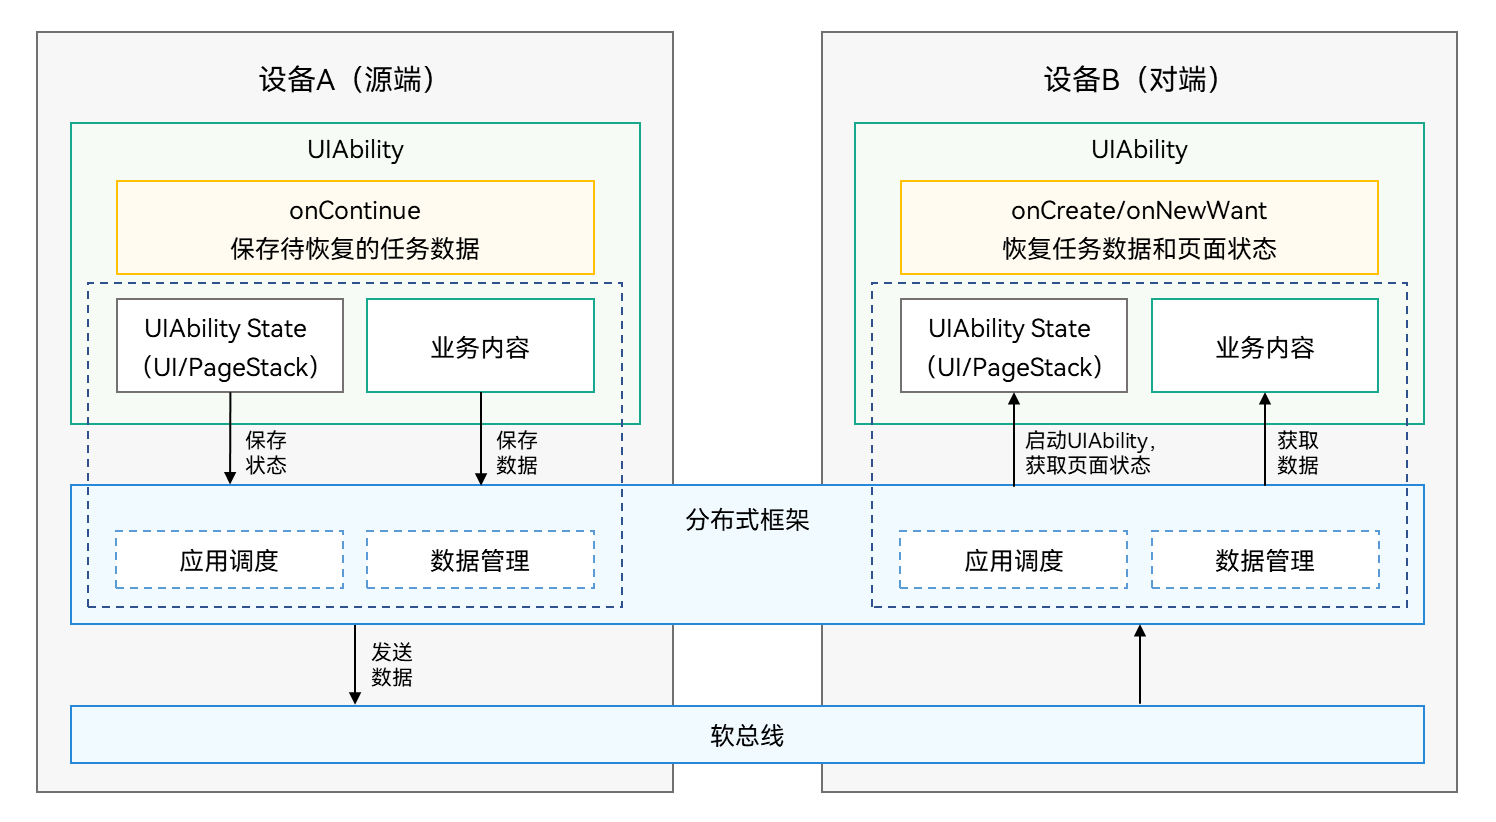 设备A（源端）
UIAbility
onContinue
保存待恢复的任务数据
UIAbility State
（UI/PageStack）
业务内容
保存
状态
保存
数据
设备B（对端）
UIAbility
onCreate/onNewWant
恢复任务数据和页面状态
UIAbility State
（UI/PageStack）
业务内容
启动UIAbility，
获取页面状态
获取
数据
分布式框架
应用调度
数据管理
应用调度
数据管理
发送
数据
软总线